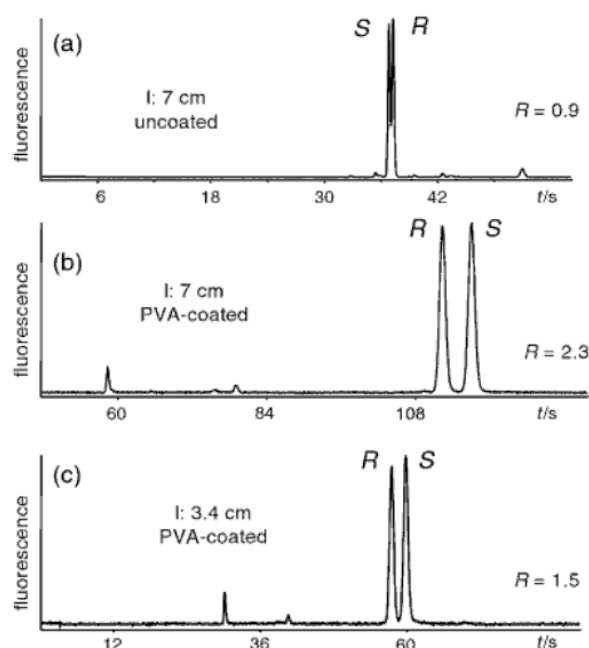 (a)
fluorescence
S R
I: 7 cm
uncoated
R = 0.9
6 18 30 42 t/s
(b)
fluorescence
R S
I: 7 cm
PVA-coated
R = 2.3
60 84 108 t/s
(c)
fluorescence
R S
I: 3.4 cm
PVA-coated
R = 1.5
12 36 60 t/s